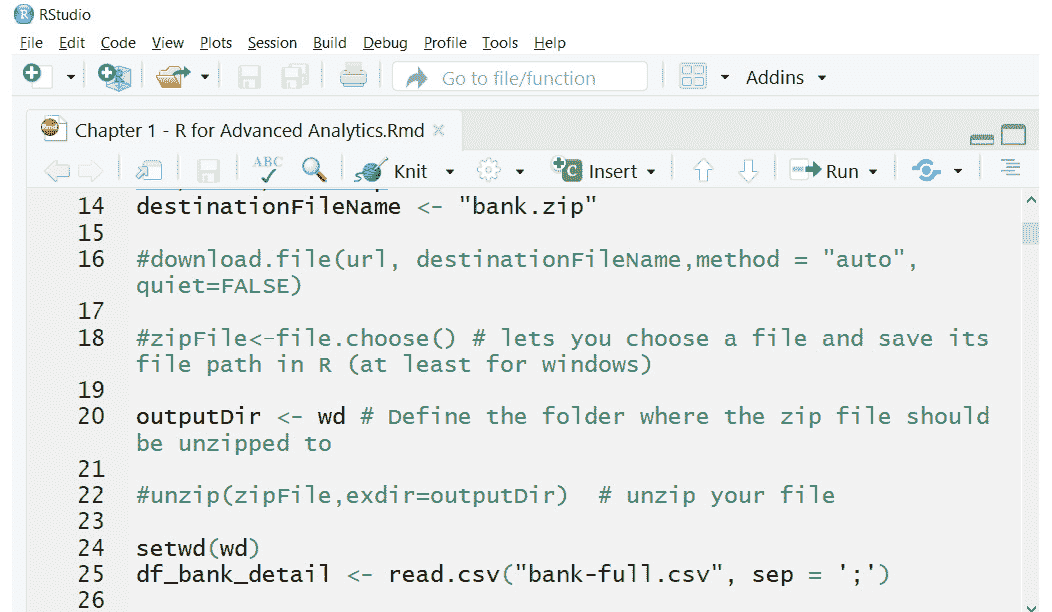 RStudio
File Edit Code View Plots Session Build Debug Profile Tools Help
Go to file/function Addins
Chapter 1 - R for Advanced Analytics.Rmd
ABC Knit Insert Run
14 destinationFileName <- "bank.zip"
15
16 #download.file(url, destinationFileName,method = "auto",
quiet=FALSE)
17
18 #zipFile<-file.choose() # lets you choose a file and save its
file path in R (at least for windows)
19
20 outputDir <- wd # Define the folder where the zip file should
be unzipped to
21
22 #unzip(zipFile,exdir=outputDir)  # unzip your file
23
24 setwd(wd)
25 df_bank_detail <- read.csv("bank-full.csv", sep = ';')
26